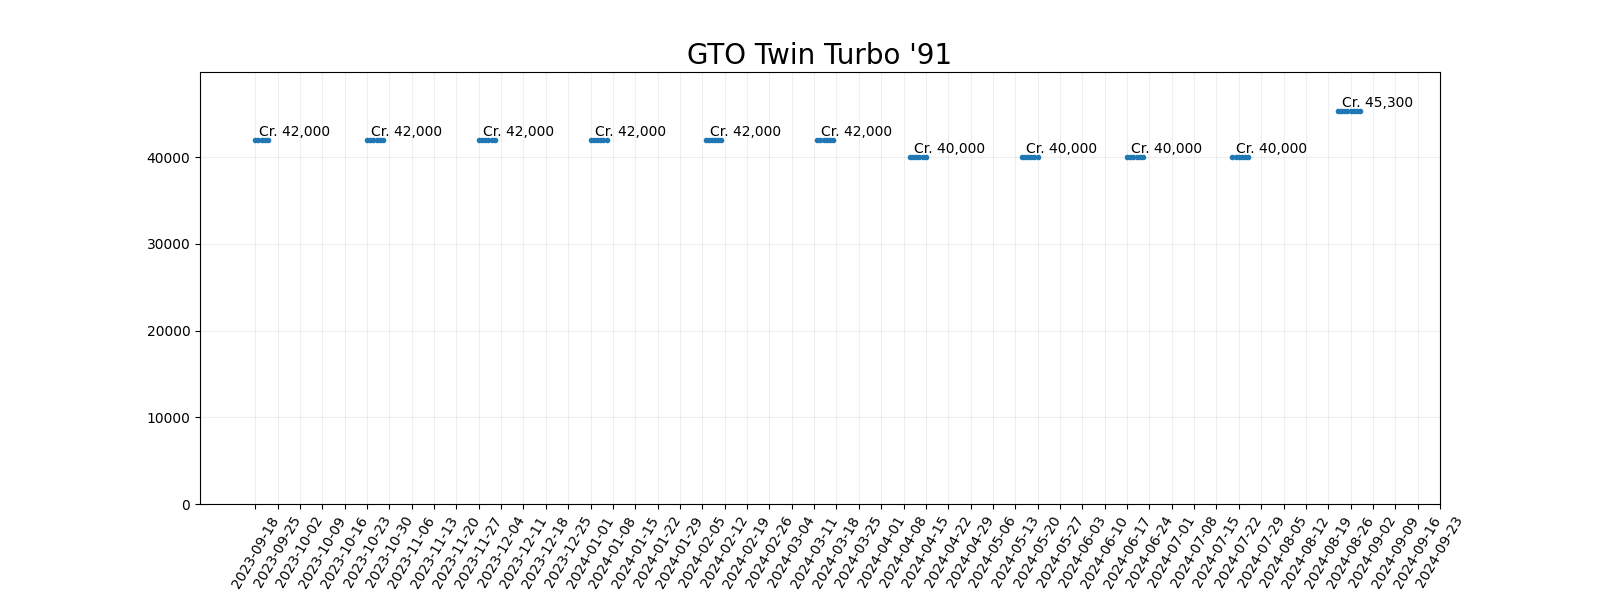 GTO Twin Turbo '91
Cr. 45,300
Cr. 42,000 Cr. 42,000 Cr. 42,000 Cr. 42,000 Cr. 42,000 Cr. 42,000
Cr. 40,000 Cr. 40,000 Cr. 40,000 Cr. 40,000
40000
30000
20000
10000
0
2023-09-18 2023-09-25 2023-10-02 2023-10-09 2023-10-16 2023-10-23 2023-10-30 2023-11-06 2023-11-13 2023-11-20 2023-11-27 2023-12-04 2023-12-11 2023-12-18 2023-12-25 2024-01-01 2024-01-08 2024-01-15 2024-01-22 2024-01-29 2024-02-05 2024-02-12 2024-02-19 2024-02-26 2024-03-04 2024-03-11 2024-03-18 2024-03-25 2024-04-01 2024-04-08 2024-04-15 2024-04-22 2024-04-29 2024-05-06 2024-05-13 2024-05-20 2024-05-27 2024-06-03 2024-06-10 2024-06-17 2024-06-24 2024-07-01 2024-07-08 2024-07-15 2024-07-22 2024-07-29 2024-08-05 2024-08-12 2024-08-19 2024-08-26 2024-09-02 2024-09-09 2024-09-16 2024-09-23